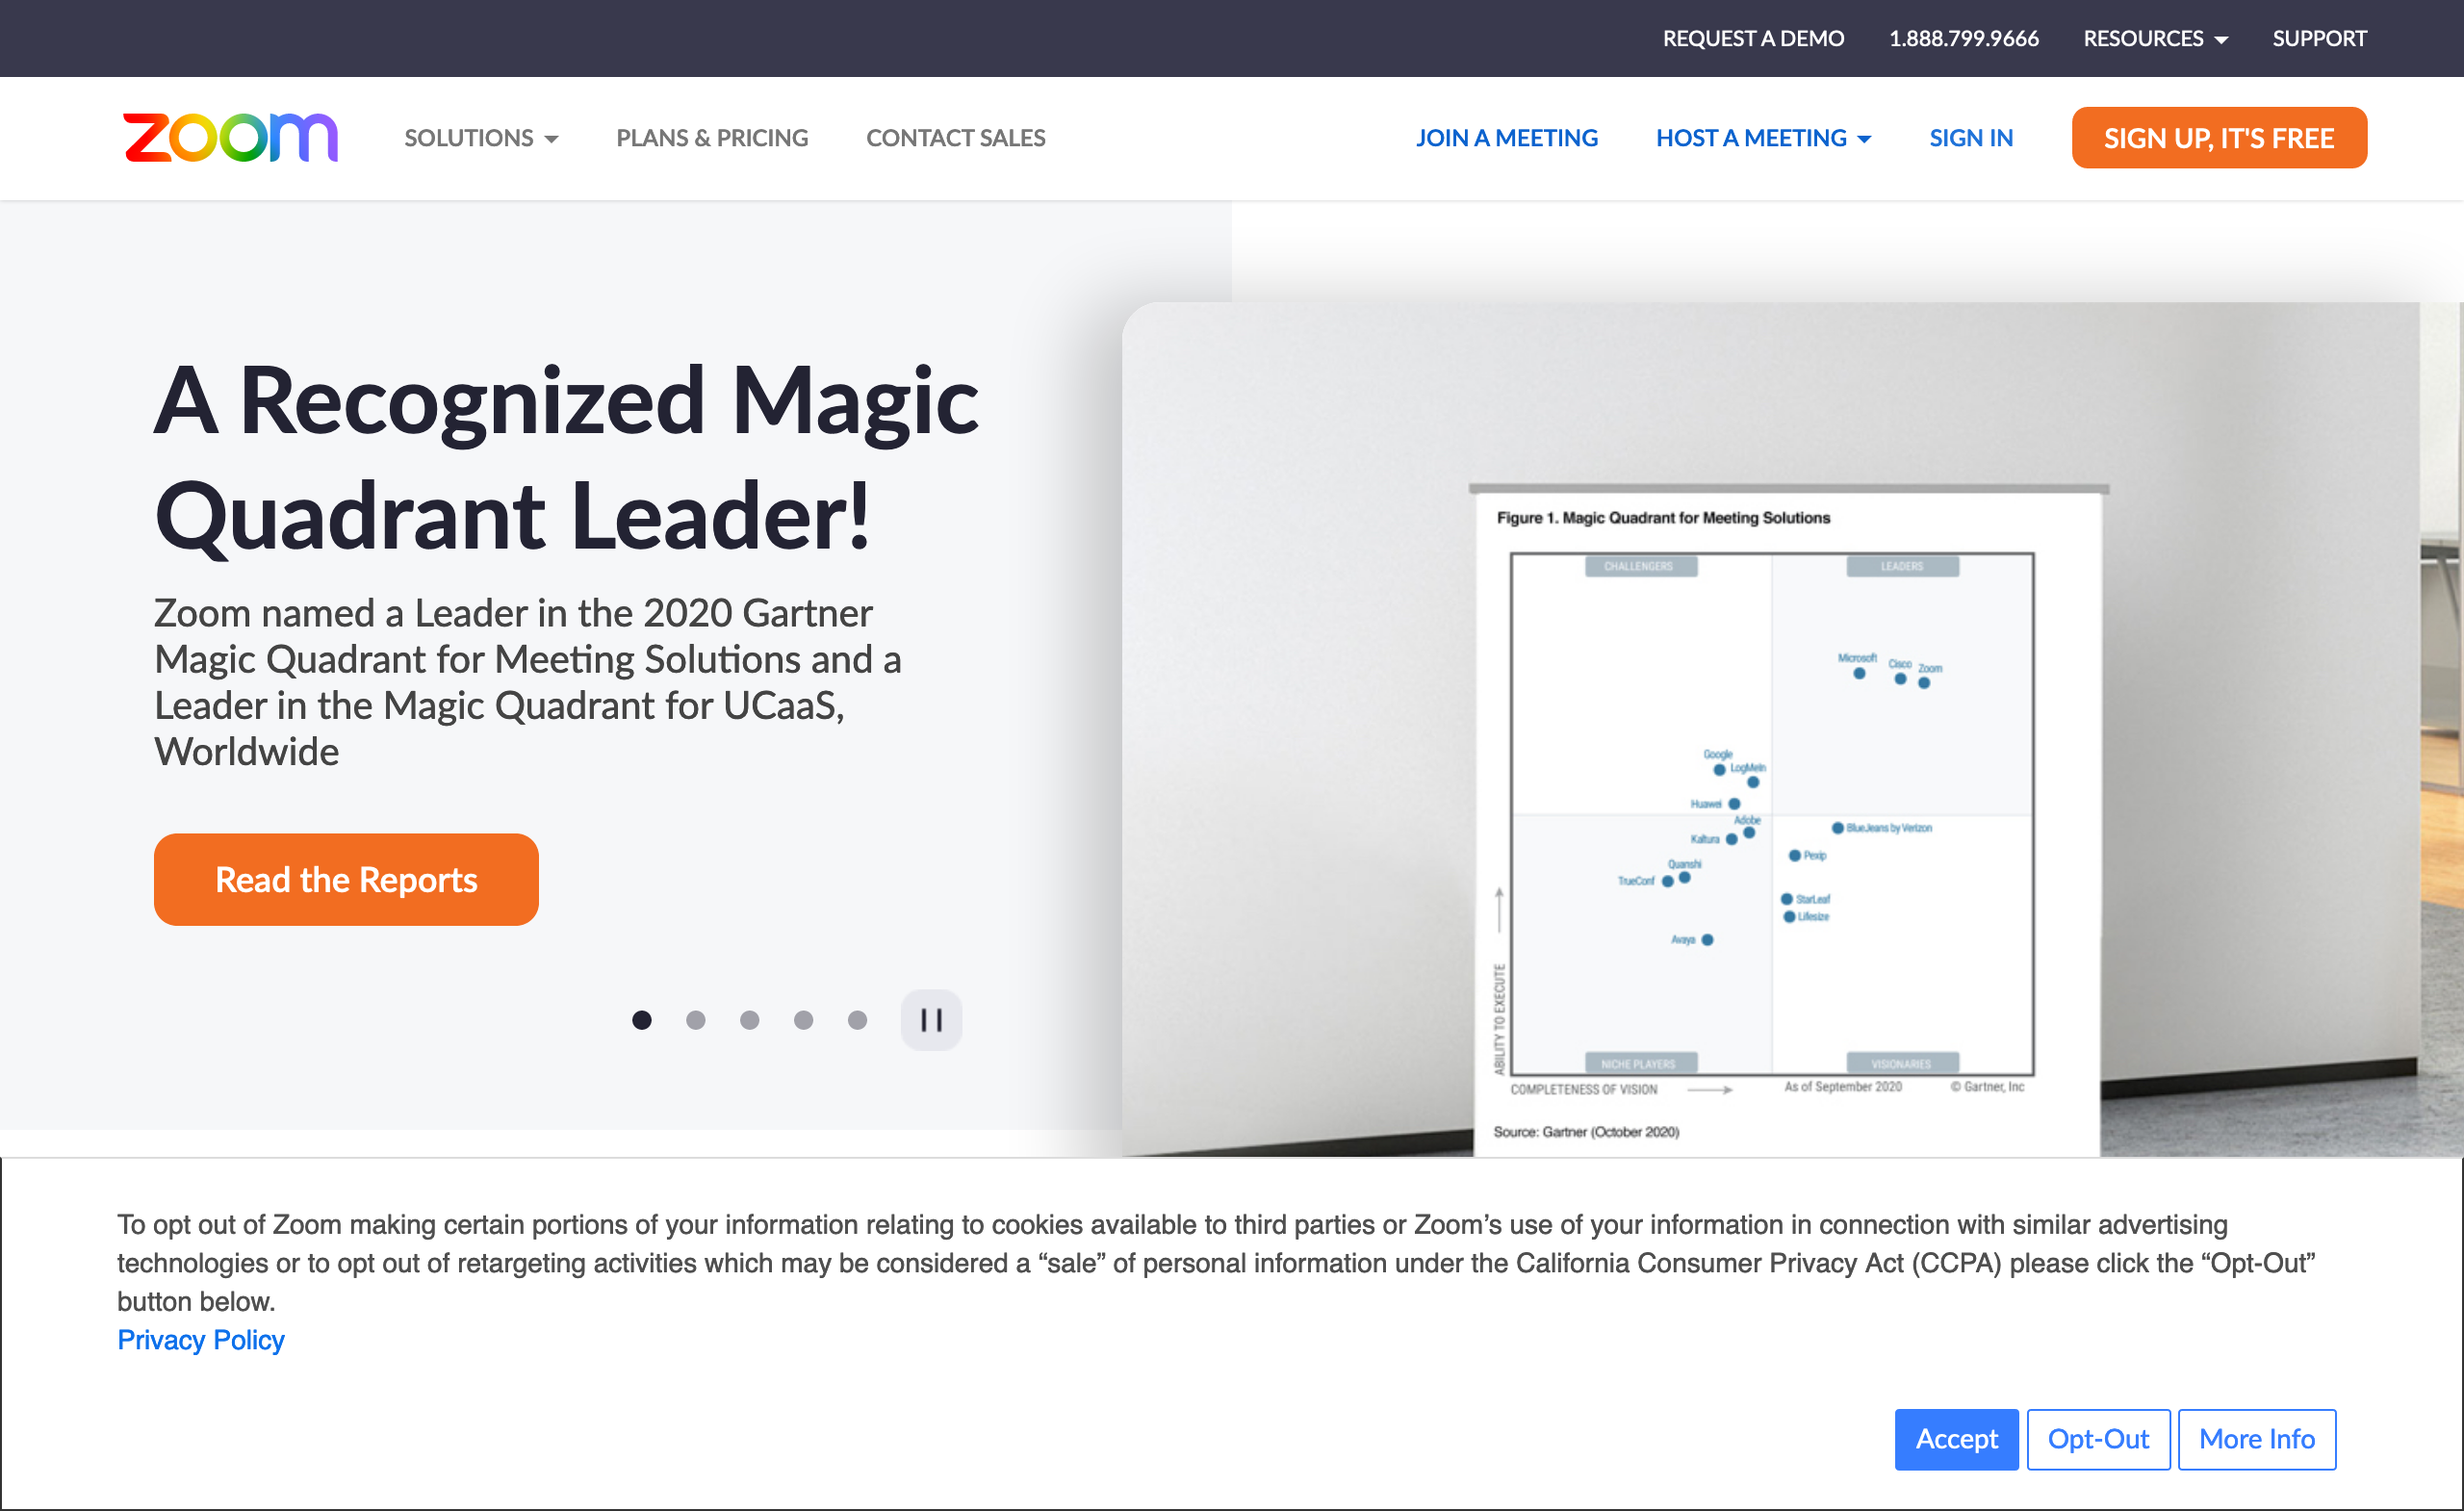 REQUEST A DEMO 1.888.799.9666 RESOURCES SUPPORT
zoom SOLUTIONS PLANS & PRICING CONTACT SALES JOIN A MEETING HOST A MEETING SIGN IN SIGN UP, IT'S FREE
A Recognized Magic
Quadrant Leader!
Zoom named a Leader in the 2020 Gartner
Magic Quadrant for Meeting Solutions and a
Leader in the Magic Quadrant for UCaaS,
Worldwide
Read the Reports
Figure 1. Magic Quadrant for Meeting Solutions
CHALLENGERS LEADERS
Microsoft Cisco Zoom
Google
LogMeIn
Huawei
Adobe
BlueJeans by Verizon
Kaltura
Pexip
Quanshi
TrueConf
StarLeaf
Lifesize
Avaya
ABILITY TO EXECUTE
NICHE PLAYERS VISIONARIES
COMPLETENESS OF VISION As of September 2020 © Gartner, Inc
Source: Gartner (October 2020)
To opt out of Zoom making certain portions of your information relating to cookies available to third parties or Zoom’s use of your information in connection with similar advertising
technologies or to opt out of retargeting activities which may be considered a “sale” of personal information under the California Consumer Privacy Act (CCPA) please click the “Opt-Out”
button below.
Privacy Policy
Accept Opt-Out More Info